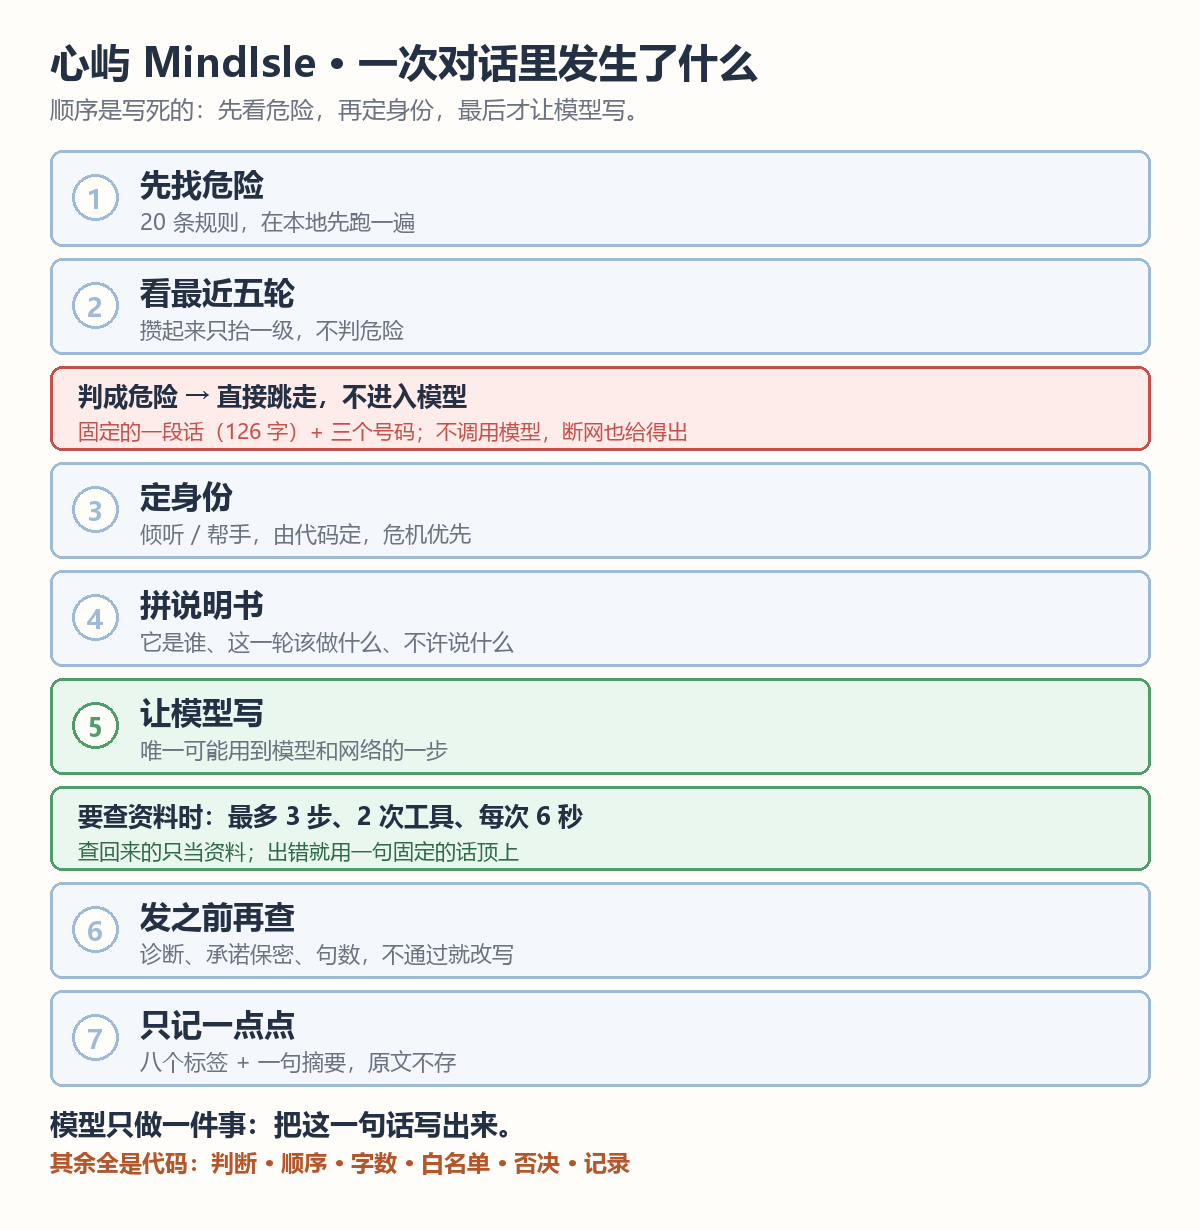 心屿 MindIsle • 一次对话里发生了什么
顺序是写死的：先看危险，再定身份，最后才让模型写。
1
先找危险
20 条规则，在本地先跑一遍
2
看最近五轮
攒起来只抬一级，不判危险
判成危险 → 直接跳走，不进入模型
固定的一段话（126 字）+ 三个号码；不调用模型，断网也给得出
3
定身份
倾听 / 帮手，由代码定，危机优先
4
拼说明书
它是谁、这一轮该做什么、不许说什么
5
让模型写
唯一可能用到模型和网络的一步
要查资料时：最多 3 步、2 次工具、每次 6 秒
查回来的只当资料；出错就用一句固定的话顶上
6
发之前再查
诊断、承诺保密、句数，不通过就改写
7
只记一点点
八个标签 + 一句摘要，原文不存
模型只做一件事：把这一句话写出来。
其余全是代码：判断 • 顺序 • 字数 • 白名单 • 否决 • 记录